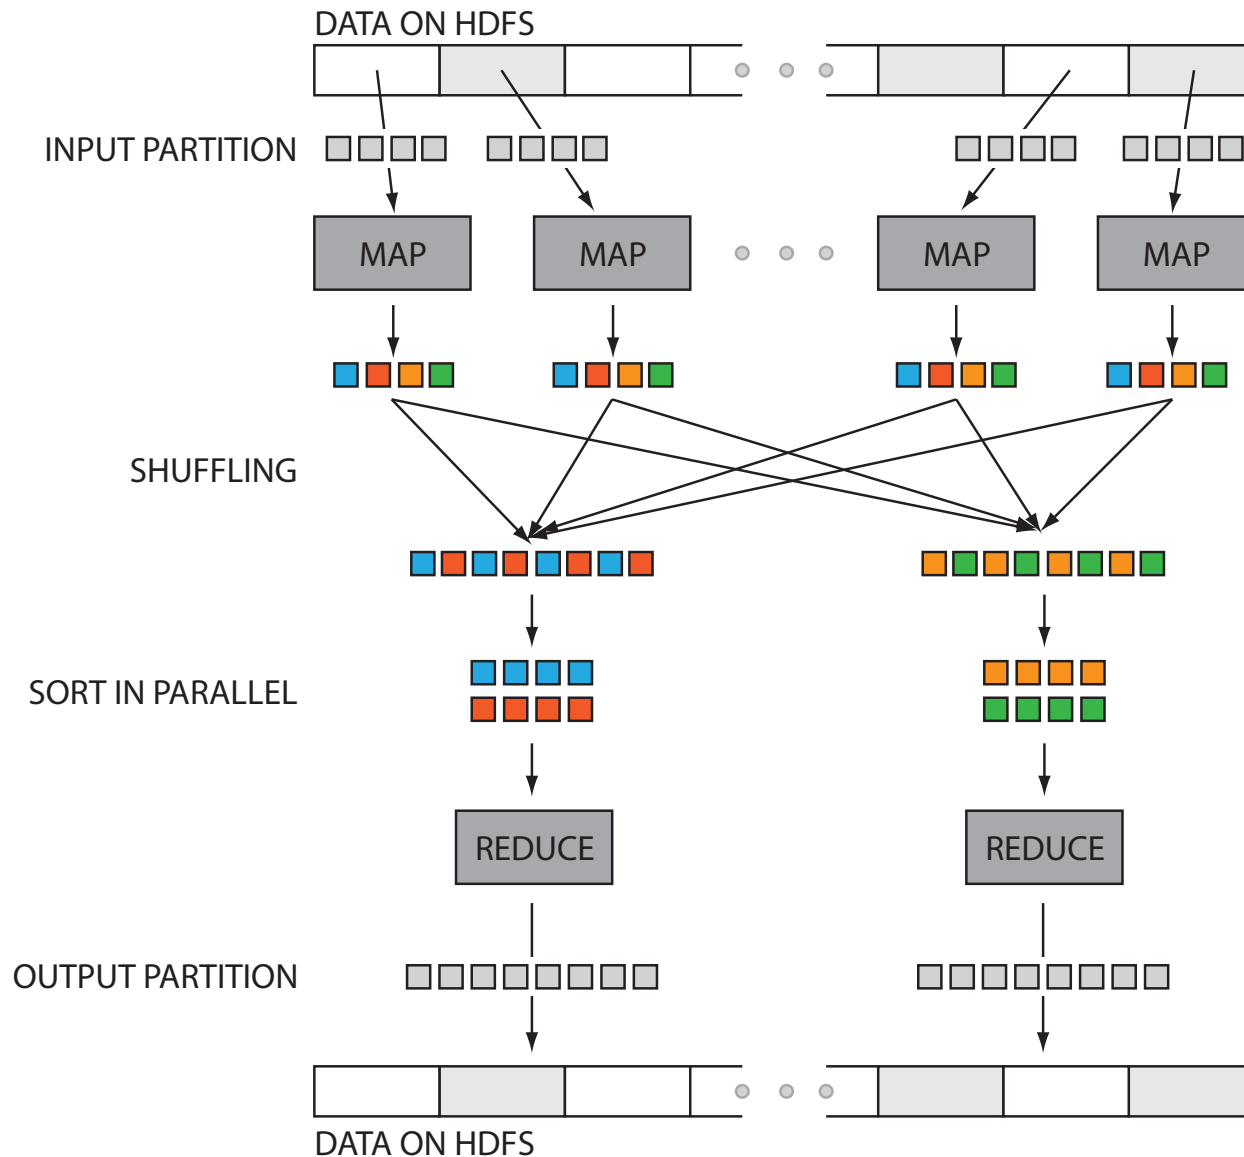 DATA ON HDFS
INPUT PARTITION
MAP
MAP
MAP
MAP
SHUFFLING
SORT IN PARALLEL
REDUCE
REDUCE
OUTPUT PARTITION
DATA ON HDFS